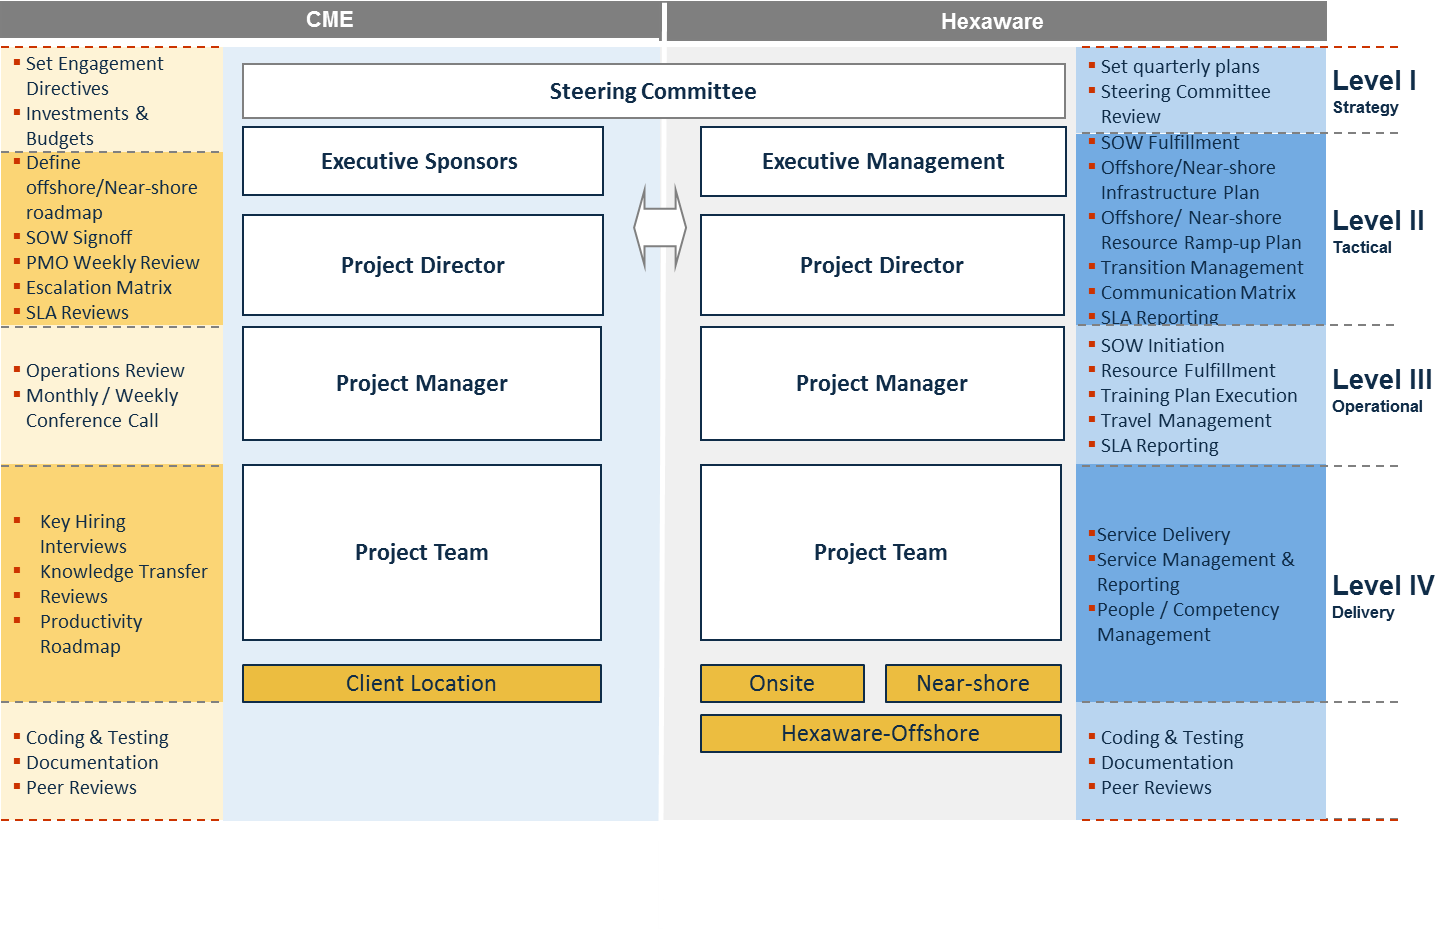 CME
Hexaware
Set Engagement
Directives
Investments &
Budgets
Define
offshore/Near-shore
roadmap
SOW Signoff
PMO Weekly Review
Escalation Matrix
SLA Reviews
Operations Review
Monthly / Weekly
Conference Call
Key Hiring
Interviews
Knowledge Transfer
Reviews
Productivity
Roadmap
Coding & Testing
Documentation
Peer Reviews
Steering Committee
Executive Sponsors
Executive Management
Project Director
Project Director
Project Manager
Project Manager
Project Team
Project Team
Client Location
Onsite
Near-shore
Hexaware-Offshore
Set quarterly plans
Steering Committee
Review
SOW Fulfillment
Offshore/Near-shore
Infrastructure Plan
Offshore/ Near-shore
Resource Ramp-up Plan
Transition Management
Communication Matrix
SLA Reporting
SOW Initiation
Resource Fulfillment
Training Plan Execution
Travel Management
SLA Reporting
Service Delivery
Service Management &
Reporting
People / Competency
Management
Coding & Testing
Documentation
Peer Reviews
Level I
Strategy
Level II
Tactical
Level III
Operational
Level IV
Delivery